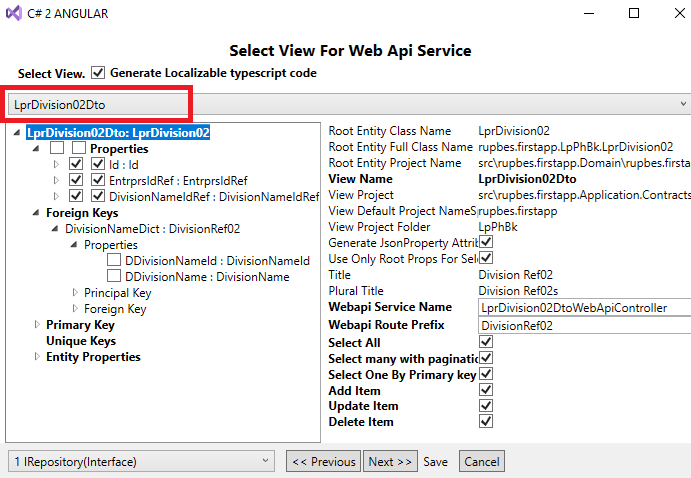 C# 2 ANGULAR
Select View For Web Api Service
Select View. Generate Localizable typescript code
LprDivision02Dto
LprDivision02Dto: LprDivision02
Properties
Id : Id
EntrprsIdRef : EntrprsIdRef
DivisionNameIdRef : DivisionNameIdRef
Foreign Keys
DivisionNameDict : DivisionRef02
Properties
DDivisionNameId : DivisionNameId
DDivisionName : DivisionName
Principal Key
Foreign Key
Primary Key
Unique Keys
Entity Properties
Root Entity Class Name LprDivision02
Root Entity Full Class Name rupbes.firstapp.LpPhBk.LprDivision02
Root Entity Project Name src\rupbes.firstapp.Domain\rupbes.firsta
View Name LprDivision02Dto
View Project src\rupbes.firstapp.Application.Contracts
View Default Project NameSp rupbes.firstapp
View Project Folder LpPhBk
Generate JsonProperty Attrib
Use Only Root Props For Sele
Title Division Ref02
Plural Title Division Ref02s
Webapi Service Name LprDivision02DtoWebApiController
Webapi Route Prefix DivisionRef02
Select All
Select many with paginatic
Select One By Primary key
Add Item
Update Item
Delete Item
1 IRepository(Interface) << Previous Next >> Save Cancel